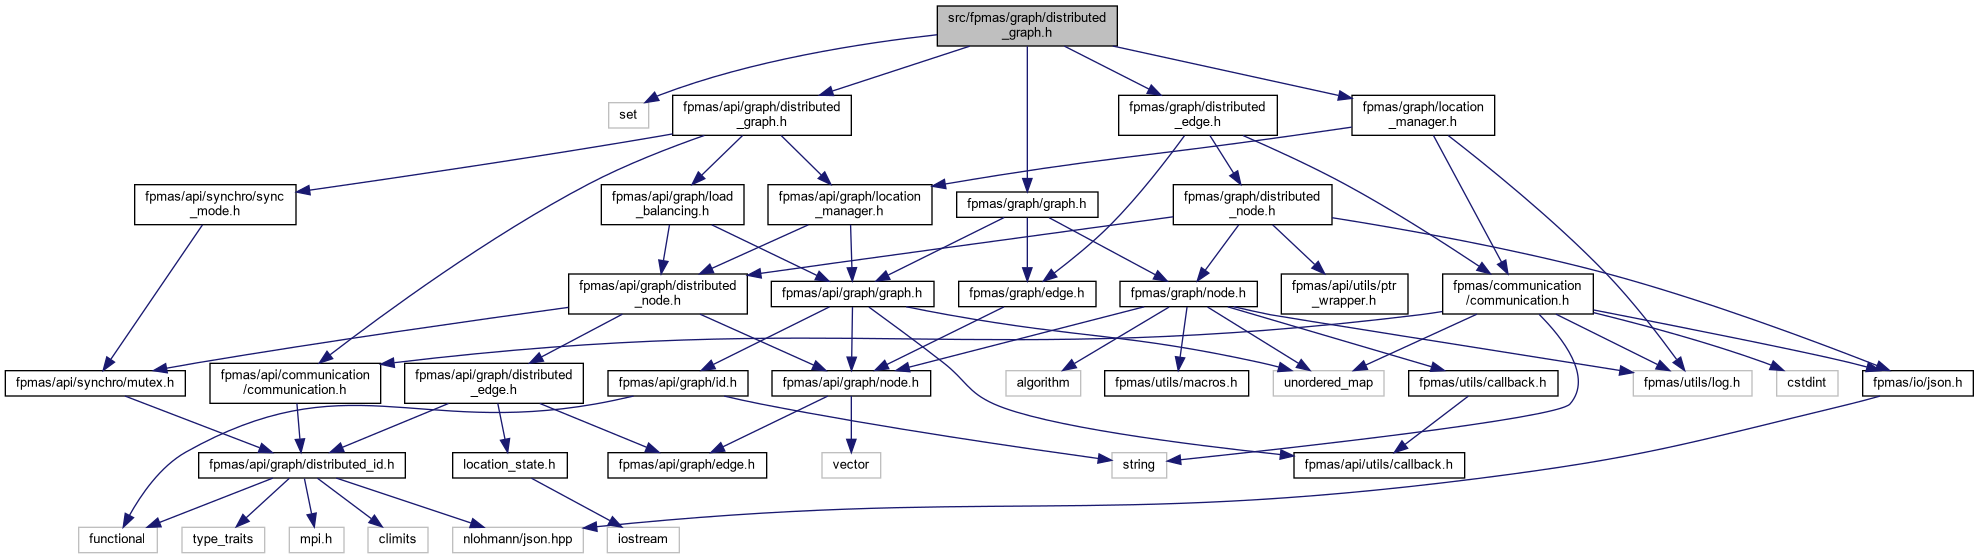 src/fpmas/graph/distributed
_graph.h
set
fpmas/api/graph/distributed
_graph.h
fpmas/graph/distributed
_edge.h
fpmas/graph/location
_manager.h
fpmas/api/synchro/sync
_mode.h
fpmas/api/graph/load
_balancing.h
fpmas/api/graph/location
_manager.h
fpmas/graph/graph.h
fpmas/graph/distributed
_node.h
fpmas/api/graph/distributed
_node.h
fpmas/api/graph/graph.h
fpmas/graph/edge.h
fpmas/graph/node.h
fpmas/api/utils/ptr
_wrapper.h
fpmas/communication
/communication.h
fpmas/api/synchro/mutex.h
fpmas/api/communication
/communication.h
fpmas/api/graph/distributed
_edge.h
fpmas/api/graph/id.h
fpmas/api/graph/node.h
algorithm
fpmas/utils/macros.h
unordered_map
fpmas/utils/callback.h
fpmas/utils/log.h
cstdint
fpmas/io/json.h
fpmas/api/graph/distributed_id.h
location_state.h
fpmas/api/graph/edge.h
vector
string
fpmas/api/utils/callback.h
functional
type_traits
mpi.h
climits
nlohmann/json.hpp
iostream